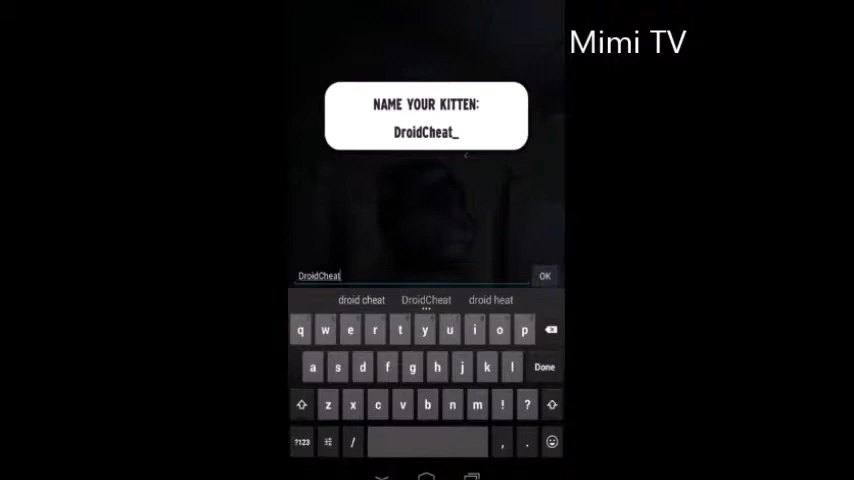 Mimi TV
NAME YOUR KITTEN:
DroidCheat_
DroidCheat
OK
droid cheat DroidCheat droid heat
q w e r t y u i o p
a s d f g h j k l Done
z x c v b n m ! ?
?123 / , .